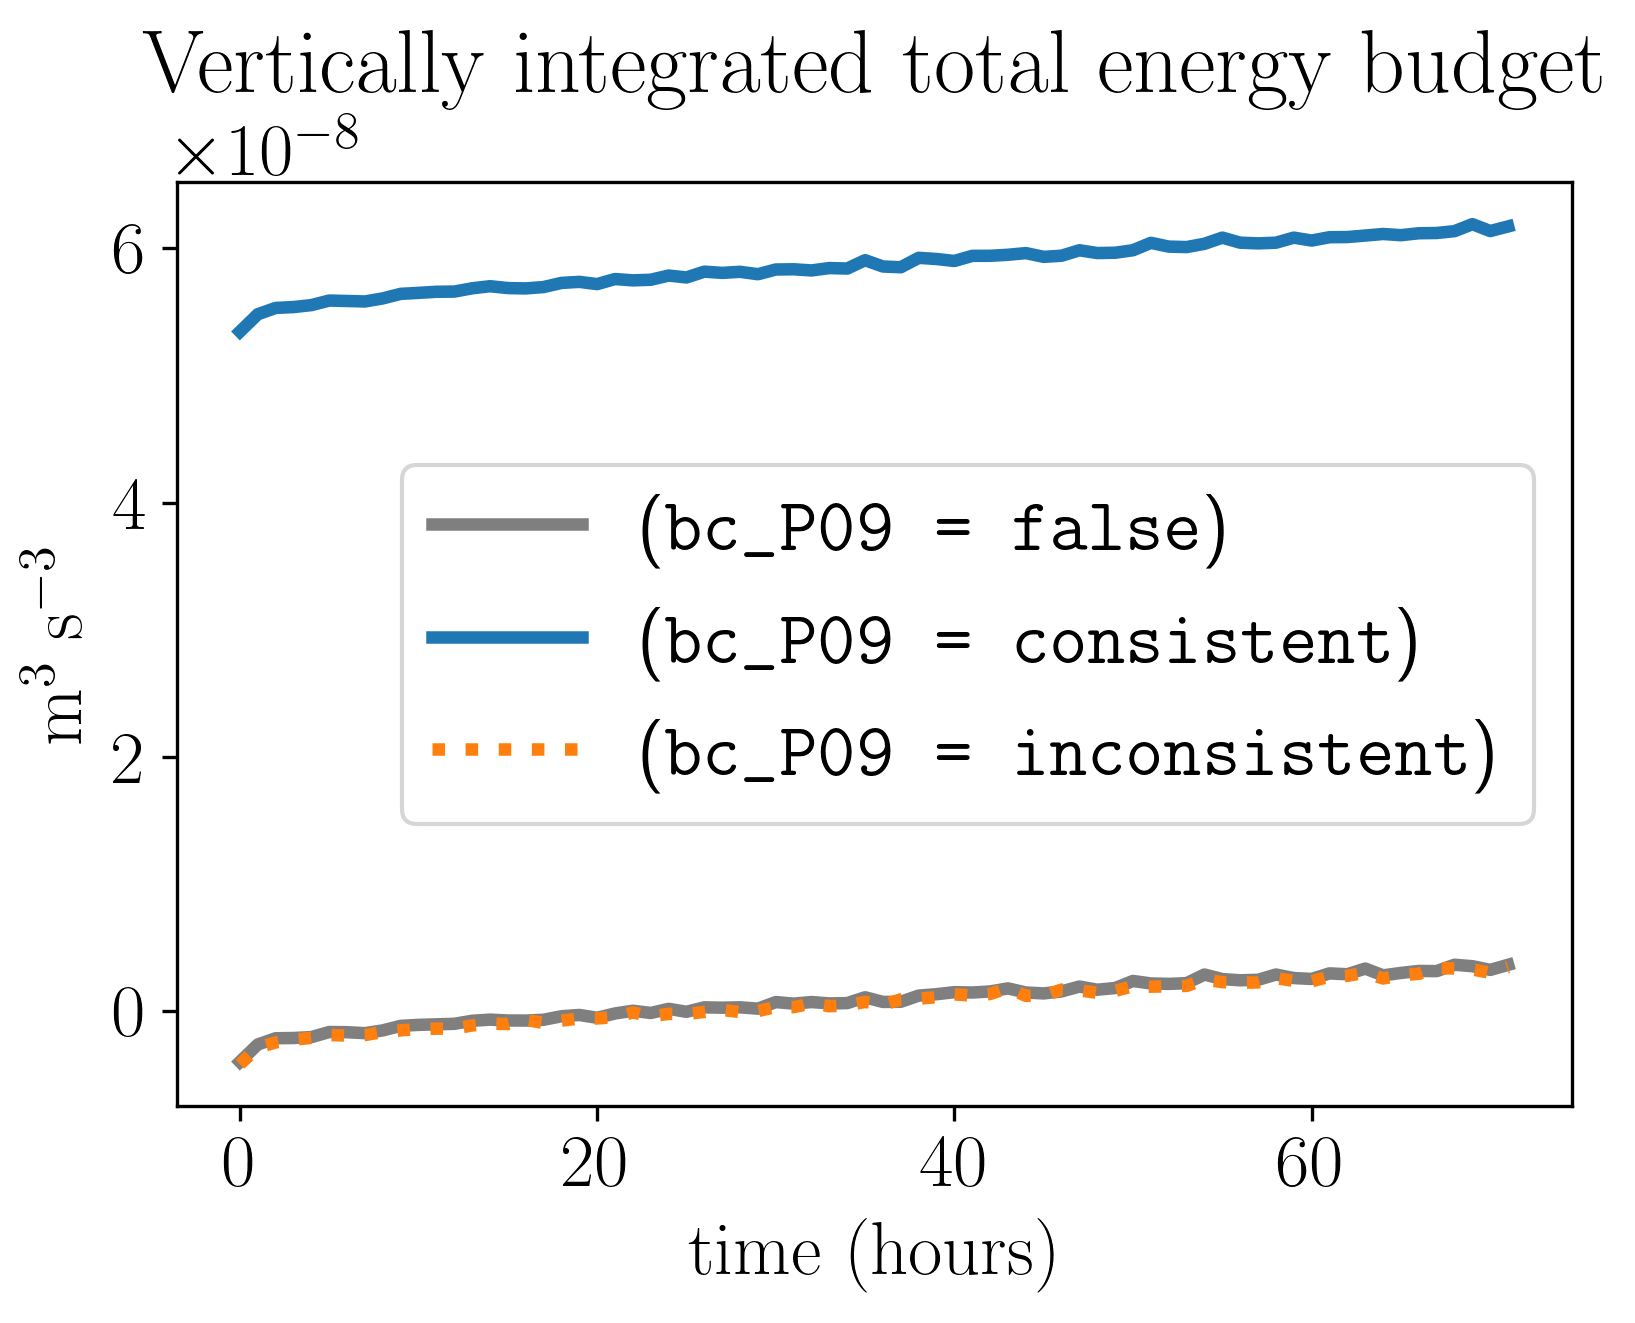 Vertically integrated total energy budget
×10⁻⁸
6
4
2
0
m³ s⁻³
(bc_P09 = false)
(bc_P09 = consistent)
(bc_P09 = inconsistent)
0 20 40 60
time (hours)